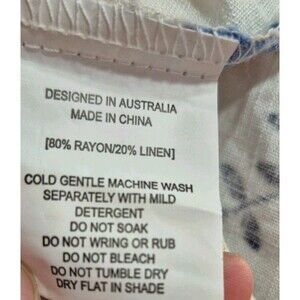 DESIGNED IN AUSTRALIA
MADE IN CHINA
[80% RAYON/20% LINEN]
COLD GENTLE MACHINE WASH
SEPARATELY WITH MILD
DETERGENT
DO NOT SOAK
DO NOT WRING OR RUB
DO NOT BLEACH
DO NOT TUMBLE DRY
DRY FLAT IN SHADE